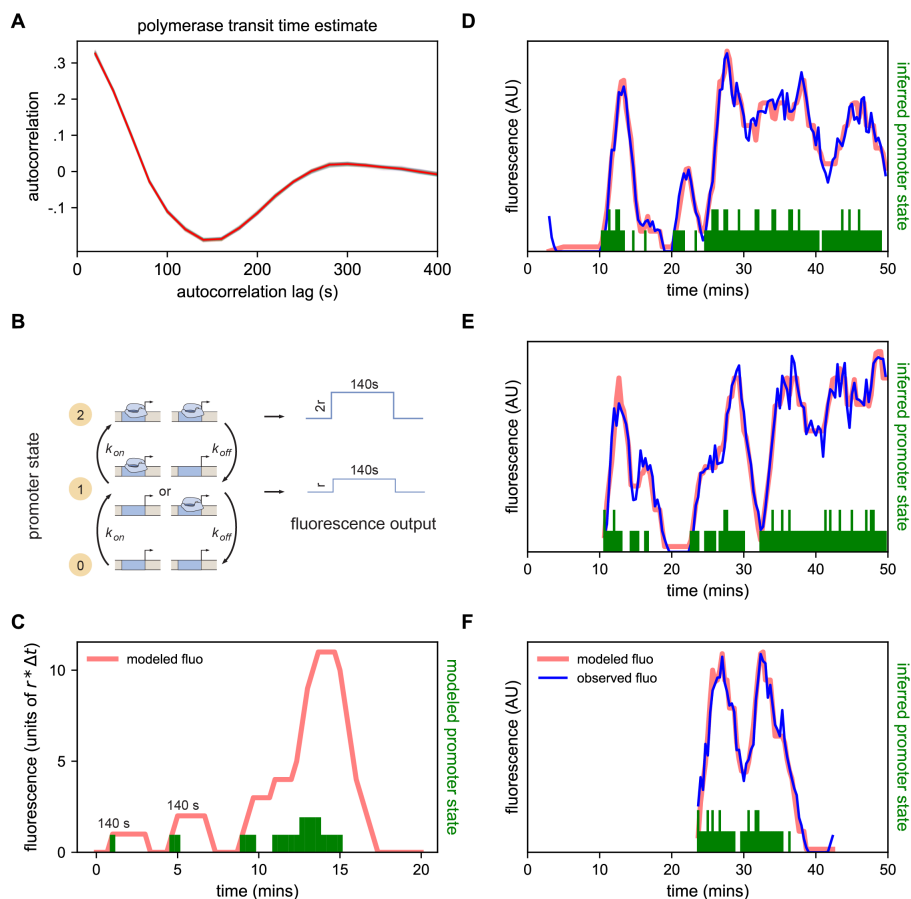 A
polymerase transit time estimate
autocorrelation
.3
.2
.1
0
-.1
0
100
200
300
400
autocorrelation lag (s)
B
promoter state
2
1
0
k_on
k_off
k_on
k_off
or
140s
2r
140s
r
fluorescence output
C
fluorescence (units of r * Δt)
10
5
0
modeled fluo
140 s
140 s
0
5
10
15
20
time (mins)
modeled promoter state
D
fluorescence (AU)
inferred promoter state
0
10
20
30
40
50
time (mins)
E
fluorescence (AU)
inferred promoter state
0
10
20
30
40
50
time (mins)
F
fluorescence (AU)
modeled fluo
observed fluo
inferred promoter state
0
10
20
30
40
50
time (mins)